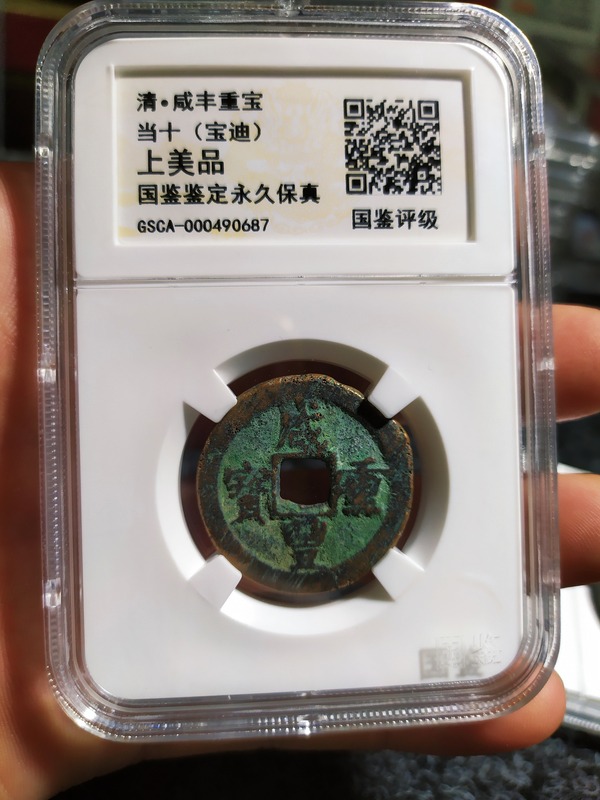 清·咸丰重宝
当十（宝迪）
上美品
国鉴鉴定永久保真
GSCA-000490687
国鉴评级
咸
寶 重
豐